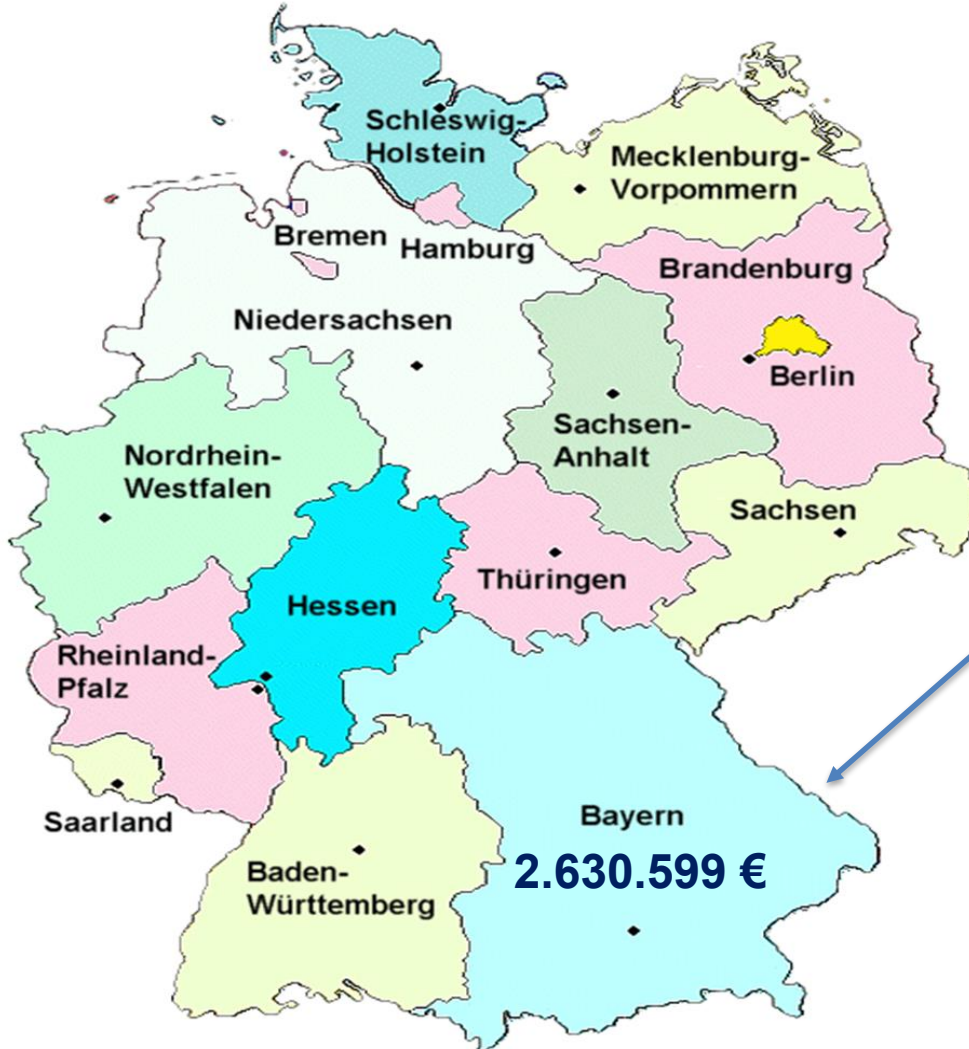 Schleswig-
Holstein
Mecklenburg-
Vorpommern
Bremen
Hamburg
Brandenburg
Niedersachsen
Berlin
Sachsen-
Anhalt
Nordrhein-
Westfalen
Sachsen
Thüringen
Hessen
Rheinland-
Pfalz
Saarland
Bayern
2.630.599 €
Baden-
Württemberg